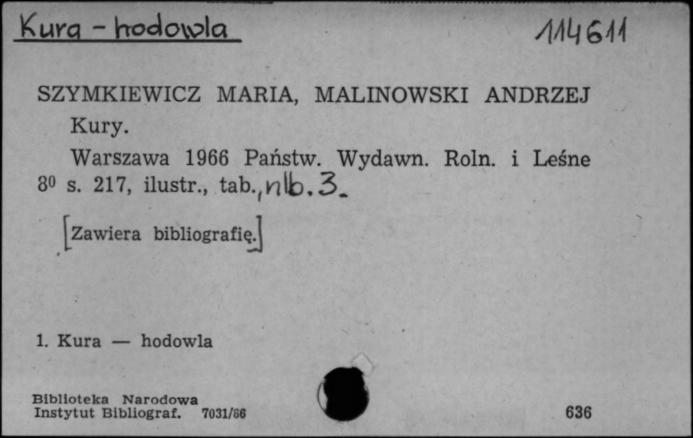 Kura - hodowla 114611
SZYMKIEWICZ MARIA, MALINOWSKI ANDRZEJ
Kury.
Warszawa 1966 Państw. Wydawn. Roln. i Leśne
8⁰ s. 217, ilustr., tab., nlb. 3.
[Zawiera bibliografię.]
1. Kura — hodowla
Biblioteka Narodowa
Instytut Bibliograf. 7031/66 636